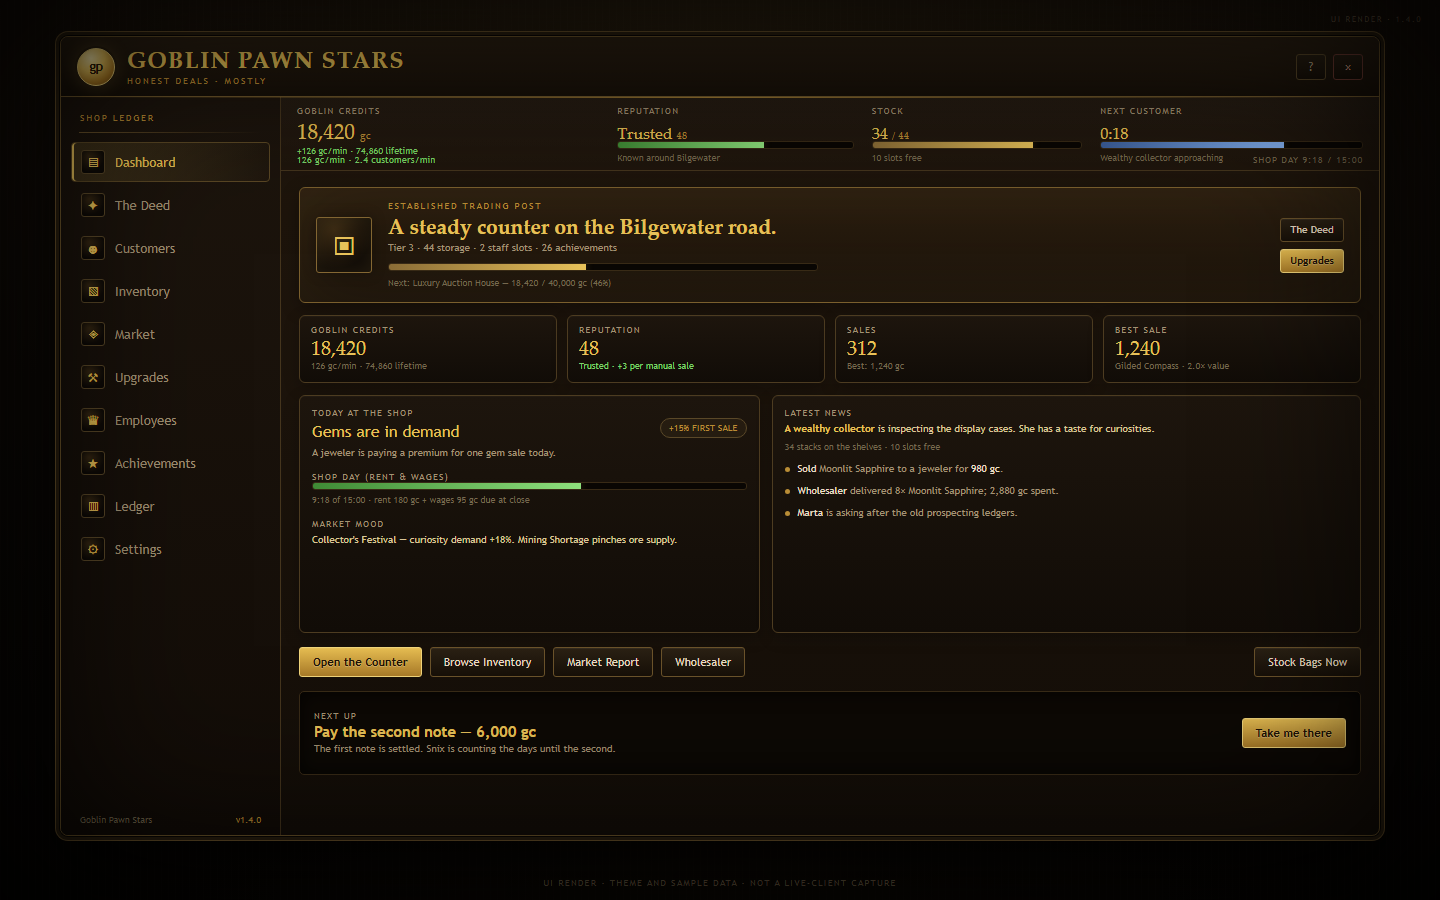 UI RENDER · 1.4.0
gp
GOBLIN PAWN STARS
HONEST DEALS · MOSTLY
?
x
SHOP LEDGER
Dashboard
The Deed
Customers
Inventory
Market
Upgrades
Employees
Achievements
Ledger
Settings
Goblin Pawn Stars
v1.4.0
GOBLIN CREDITS
18,420 gc
+126 gc/min · 74,860 lifetime
126 gc/min · 2.4 customers/min
REPUTATION
Trusted 48
Known around Bilgewater
STOCK
34 / 44
10 slots free
NEXT CUSTOMER
0:18
Wealthy collector approaching
SHOP DAY 9:18 / 15:00
ESTABLISHED TRADING POST
A steady counter on the Bilgewater road.
Tier 3 · 44 storage · 2 staff slots · 26 achievements
Next: Luxury Auction House — 18,420 / 40,000 gc (46%)
The Deed
Upgrades
GOBLIN CREDITS
18,420
126 gc/min · 74,860 lifetime
REPUTATION
48
Trusted · +3 per manual sale
SALES
312
Best: 1,240 gc
BEST SALE
1,240
Gilded Compass · 2.0× value
TODAY AT THE SHOP
Gems are in demand
+15% FIRST SALE
A jeweler is paying a premium for one gem sale today.
SHOP DAY (RENT & WAGES)
9:18 of 15:00 · rent 180 gc + wages 95 gc due at close
MARKET MOOD
Collector's Festival — curiosity demand +18%. Mining Shortage pinches ore supply.
LATEST NEWS
A wealthy collector is inspecting the display cases. She has a taste for curiosities.
34 stacks on the shelves · 10 slots free
Sold Moonlit Sapphire to a jeweler for 980 gc.
Wholesaler delivered 8× Moonlit Sapphire; 2,880 gc spent.
Marta is asking after the old prospecting ledgers.
Open the Counter
Browse Inventory
Market Report
Wholesaler
Stock Bags Now
NEXT UP
Pay the second note — 6,000 gc
The first note is settled. Snix is counting the days until the second.
Take me there
UI RENDER · THEME AND SAMPLE DATA · NOT A LIVE-CLIENT CAPTURE